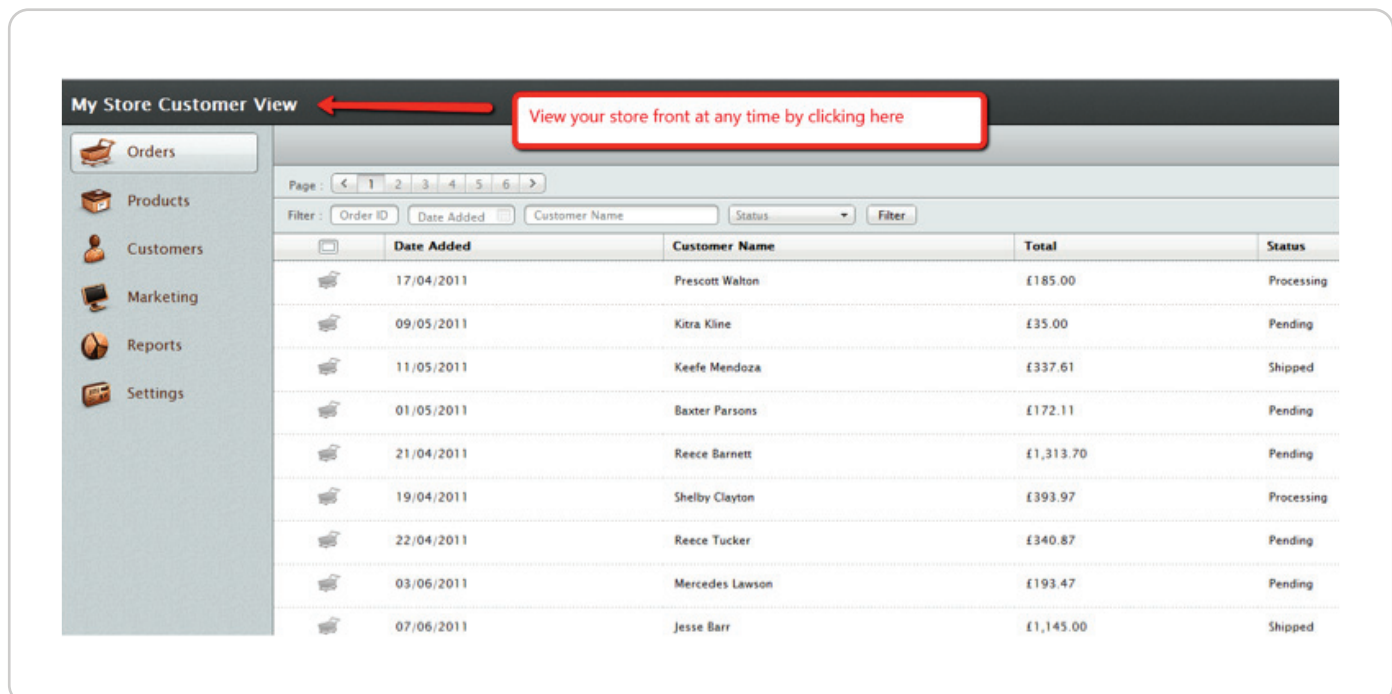 My Store Customer View
View your store front at any time by clicking here
Orders
Products
Customers
Marketing
Reports
Settings
Page : < 1 2 3 4 5 6 >
Filter : Order ID Date Added Customer Name Status Filter
Date Added Customer Name Total Status
17/04/2011 Prescott Walton £185.00 Processing
09/05/2011 Kitra Kline £35.00 Pending
11/05/2011 Keefe Mendoza £337.61 Shipped
01/05/2011 Baxter Parsons £172.11 Pending
21/04/2011 Reece Barnett £1,313.70 Pending
19/04/2011 Shelby Clayton £393.97 Processing
22/04/2011 Reece Tucker £340.87 Pending
03/06/2011 Mercedes Lawson £193.47 Pending
07/06/2011 Jesse Barr £1,145.00 Shipped